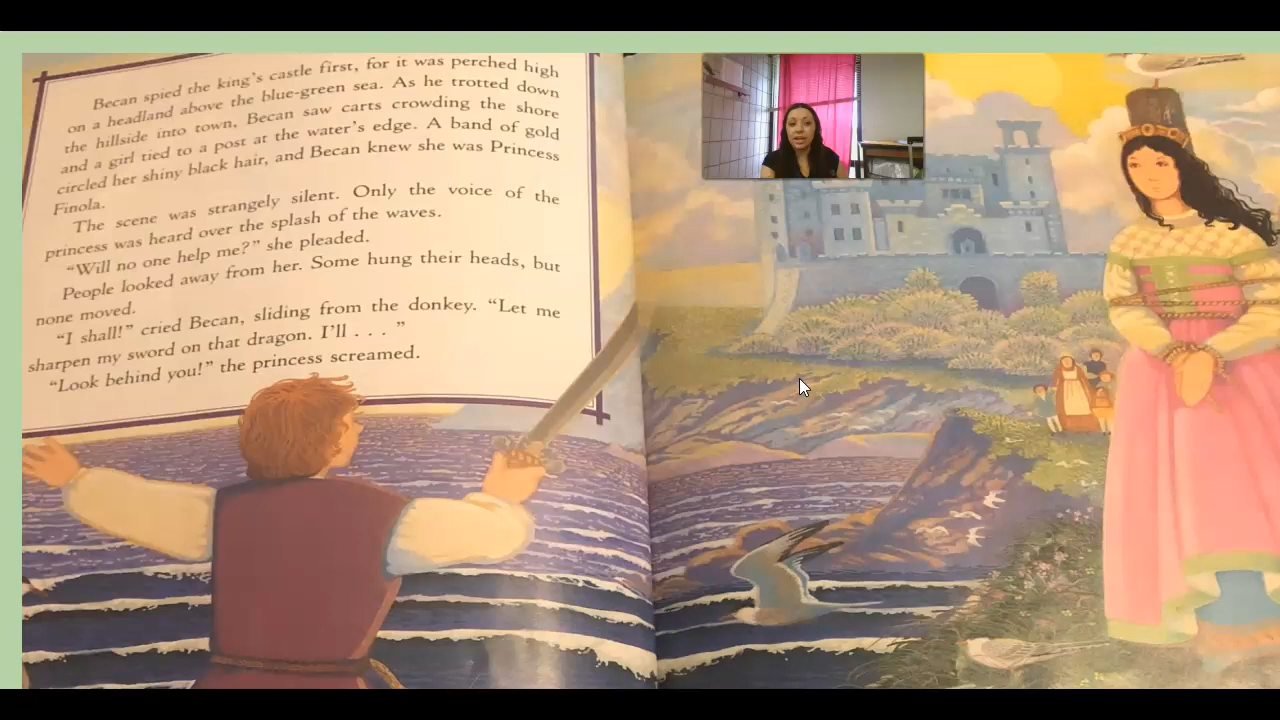 Becan spied the king's castle first, for it was perched high
on a headland above the blue-green sea. As he trotted down
the hillside into town, Becan saw carts crowding the shore
and a girl tied to a post at the water's edge. A band of gold
circled her shiny black hair, and Becan knew she was Princess
Finola.
The scene was strangely silent. Only the voice of the
princess was heard over the splash of the waves.
"Will no one help me?" she pleaded.
People looked away from her. Some hung their heads, but
none moved.
"I shall!" cried Becan, sliding from the donkey. "Let me
sharpen my sword on that dragon. I'll . . . "
"Look behind you!" the princess screamed.